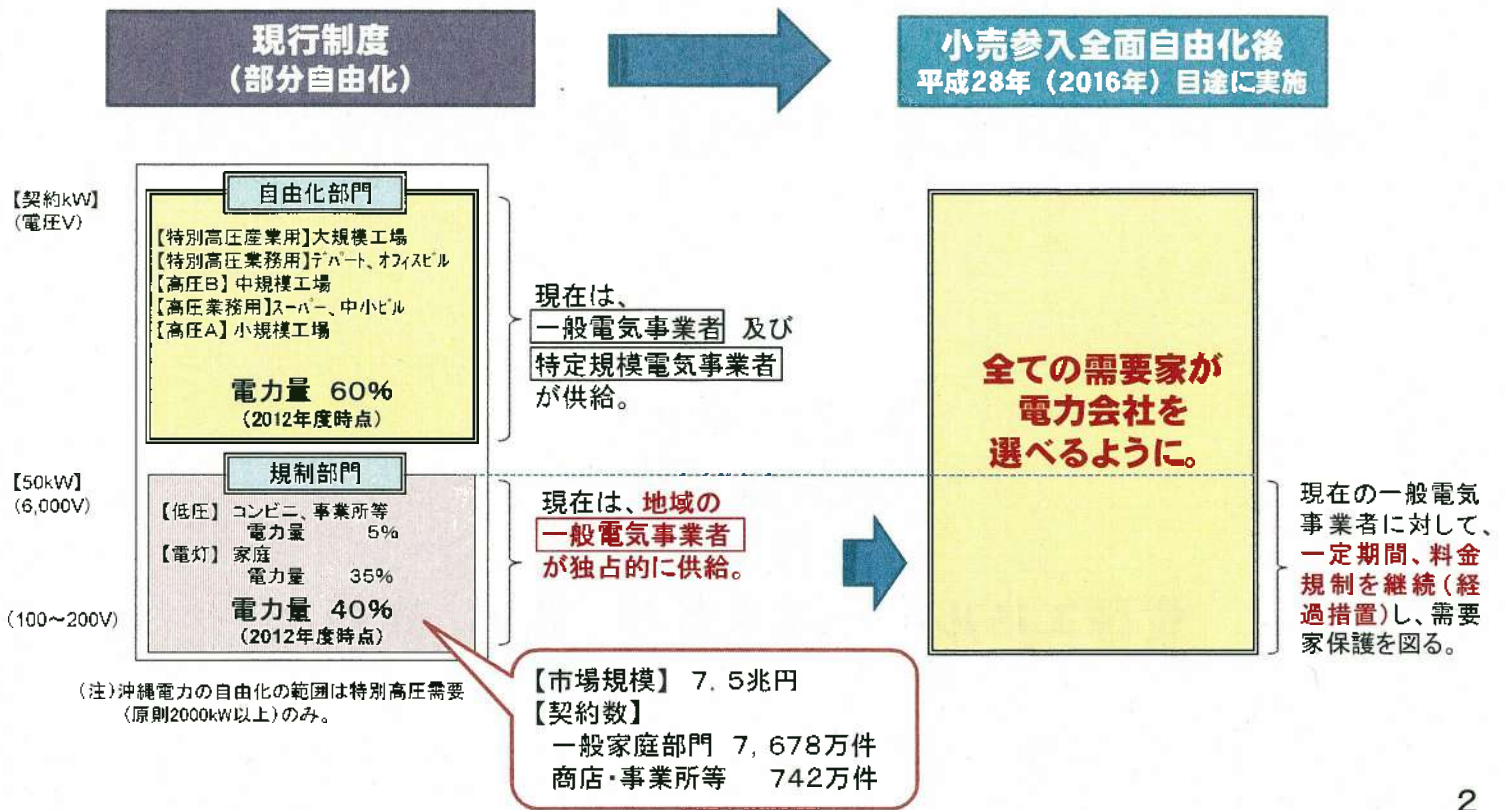 現行制度
(部分自由化)
小売参入全面自由化後
平成28年（2016年）目途に実施
【契約kW】
(電圧V)
自由化部門
【特別高圧産業用】大規模工場
【特別高圧業務用】デパート、オフィスビル
【高圧B】中規模工場
【高圧業務用】スーパー、中小ビル
【高圧A】小規模工場
電力量 60%
(2012年度時点)
現在は、
一般電気事業者 及び
特定規模電気事業者
が供給。
全ての需要家が
電力会社を
選べるように。
【50kW】
(6,000V)
規制部門
【低圧】コンビニ、事業所等
電力量 5%
【電灯】家庭
電力量 35%
電力量 40%
(2012年度時点)
(100～200V)
現在は、地域の
一般電気事業者
が独占的に供給。
現在の一般電気
事業者に対して、
一定期間、料金
規制を継続(経
過措置)し、需要
家保護を図る。
(注)沖縄電力の自由化の範囲は特別高圧需要
(原則2000kW以上)のみ。
【市場規模】 7. 5兆円
【契約数】
一般家庭部門 7, 678万件
商店・事業所等 742万件
2